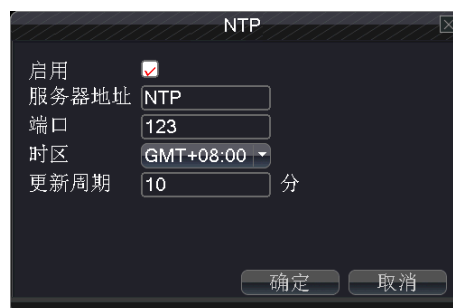 NTP
启用
服务器地址 NTP
端口 123
时区 GMT+08:00
更新周期 10 分
确定 取消